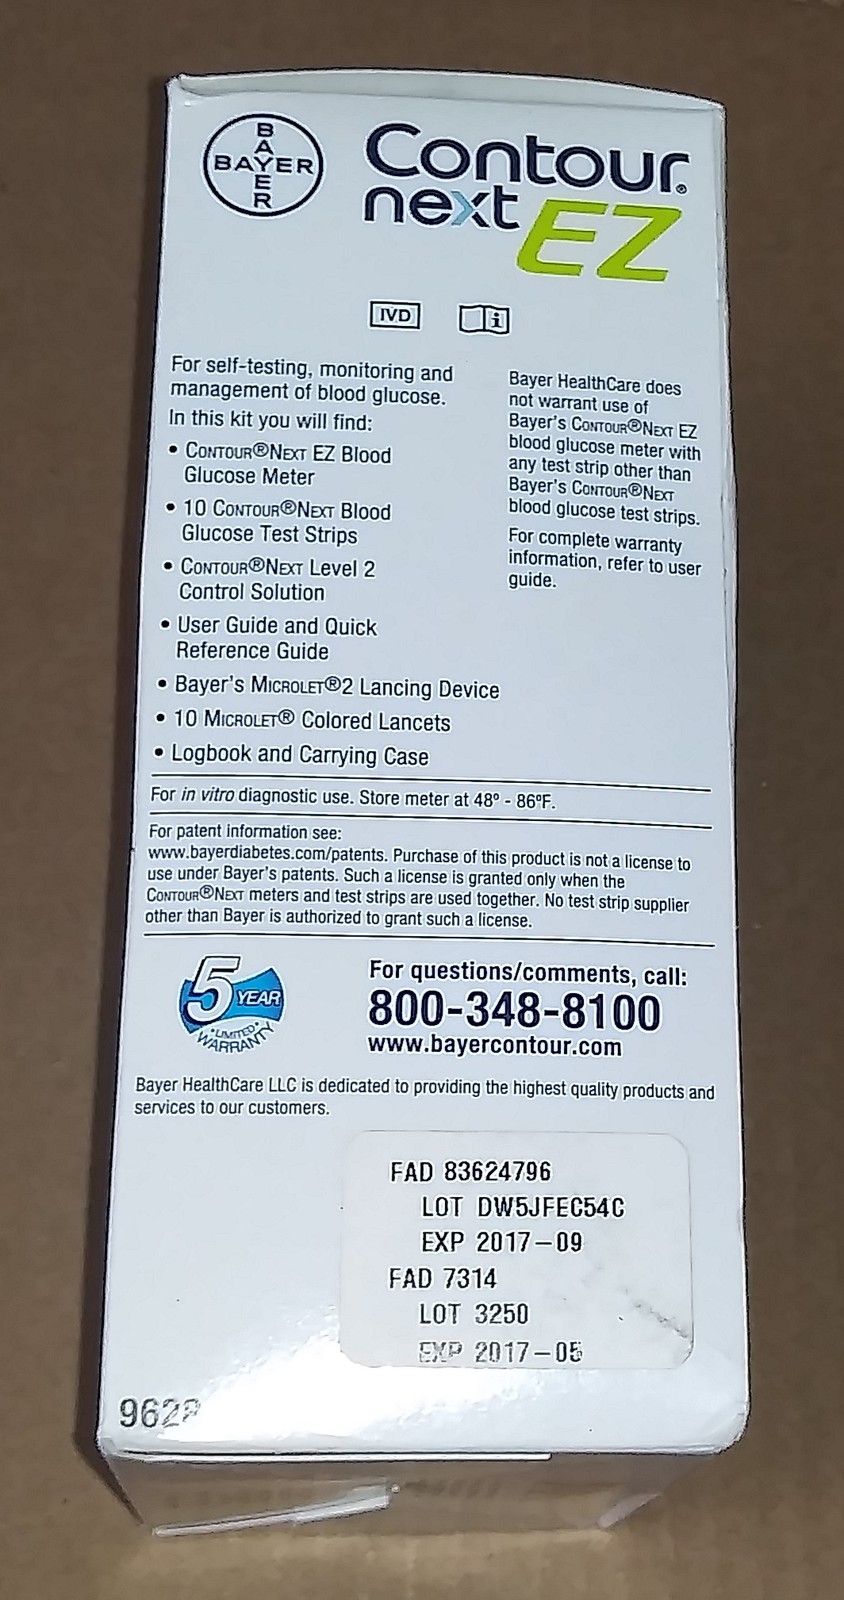 BAYER
BAYER
Contour®
next EZ
IVD
i
For self-testing, monitoring and
management of blood glucose.
In this kit you will find:
• CONTOUR®NEXT EZ Blood
Glucose Meter
• 10 CONTOUR®NEXT Blood
Glucose Test Strips
• CONTOUR®NEXT Level 2
Control Solution
• User Guide and Quick
Reference Guide
• Bayer's MICROLET®2 Lancing Device
• 10 MICROLET® Colored Lancets
• Logbook and Carrying Case
Bayer HealthCare does
not warrant use of
Bayer's CONTOUR®NEXT EZ
blood glucose meter with
any test strip other than
Bayer's CONTOUR®NEXT
blood glucose test strips.
For complete warranty
information, refer to user
guide.
For in vitro diagnostic use. Store meter at 48º - 86ºF.
For patent information see:
www.bayerdiabetes.com/patents. Purchase of this product is not a license to
use under Bayer's patents. Such a license is granted only when the
CONTOUR®NEXT meters and test strips are used together. No test strip supplier
other than Bayer is authorized to grant such a license.
5 YEAR
•LIMITED•
WARRANTY
For questions/comments, call:
800-348-8100
www.bayercontour.com
Bayer HealthCare LLC is dedicated to providing the highest quality products and
services to our customers.
FAD 83624796
LOT DW5JFEC54C
EXP 2017-09
FAD 7314
LOT 3250
EXP 2017-05